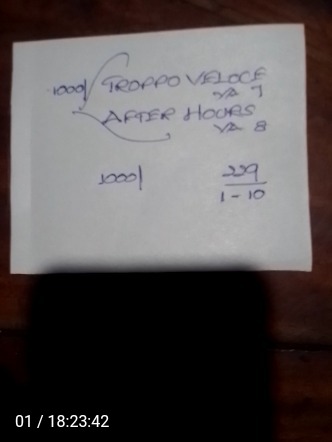 1000/ TROPPO VELOCE
VA 7
AFTER HOURS
VA 8
1000/ 229
1-10
01 / 18:23:42